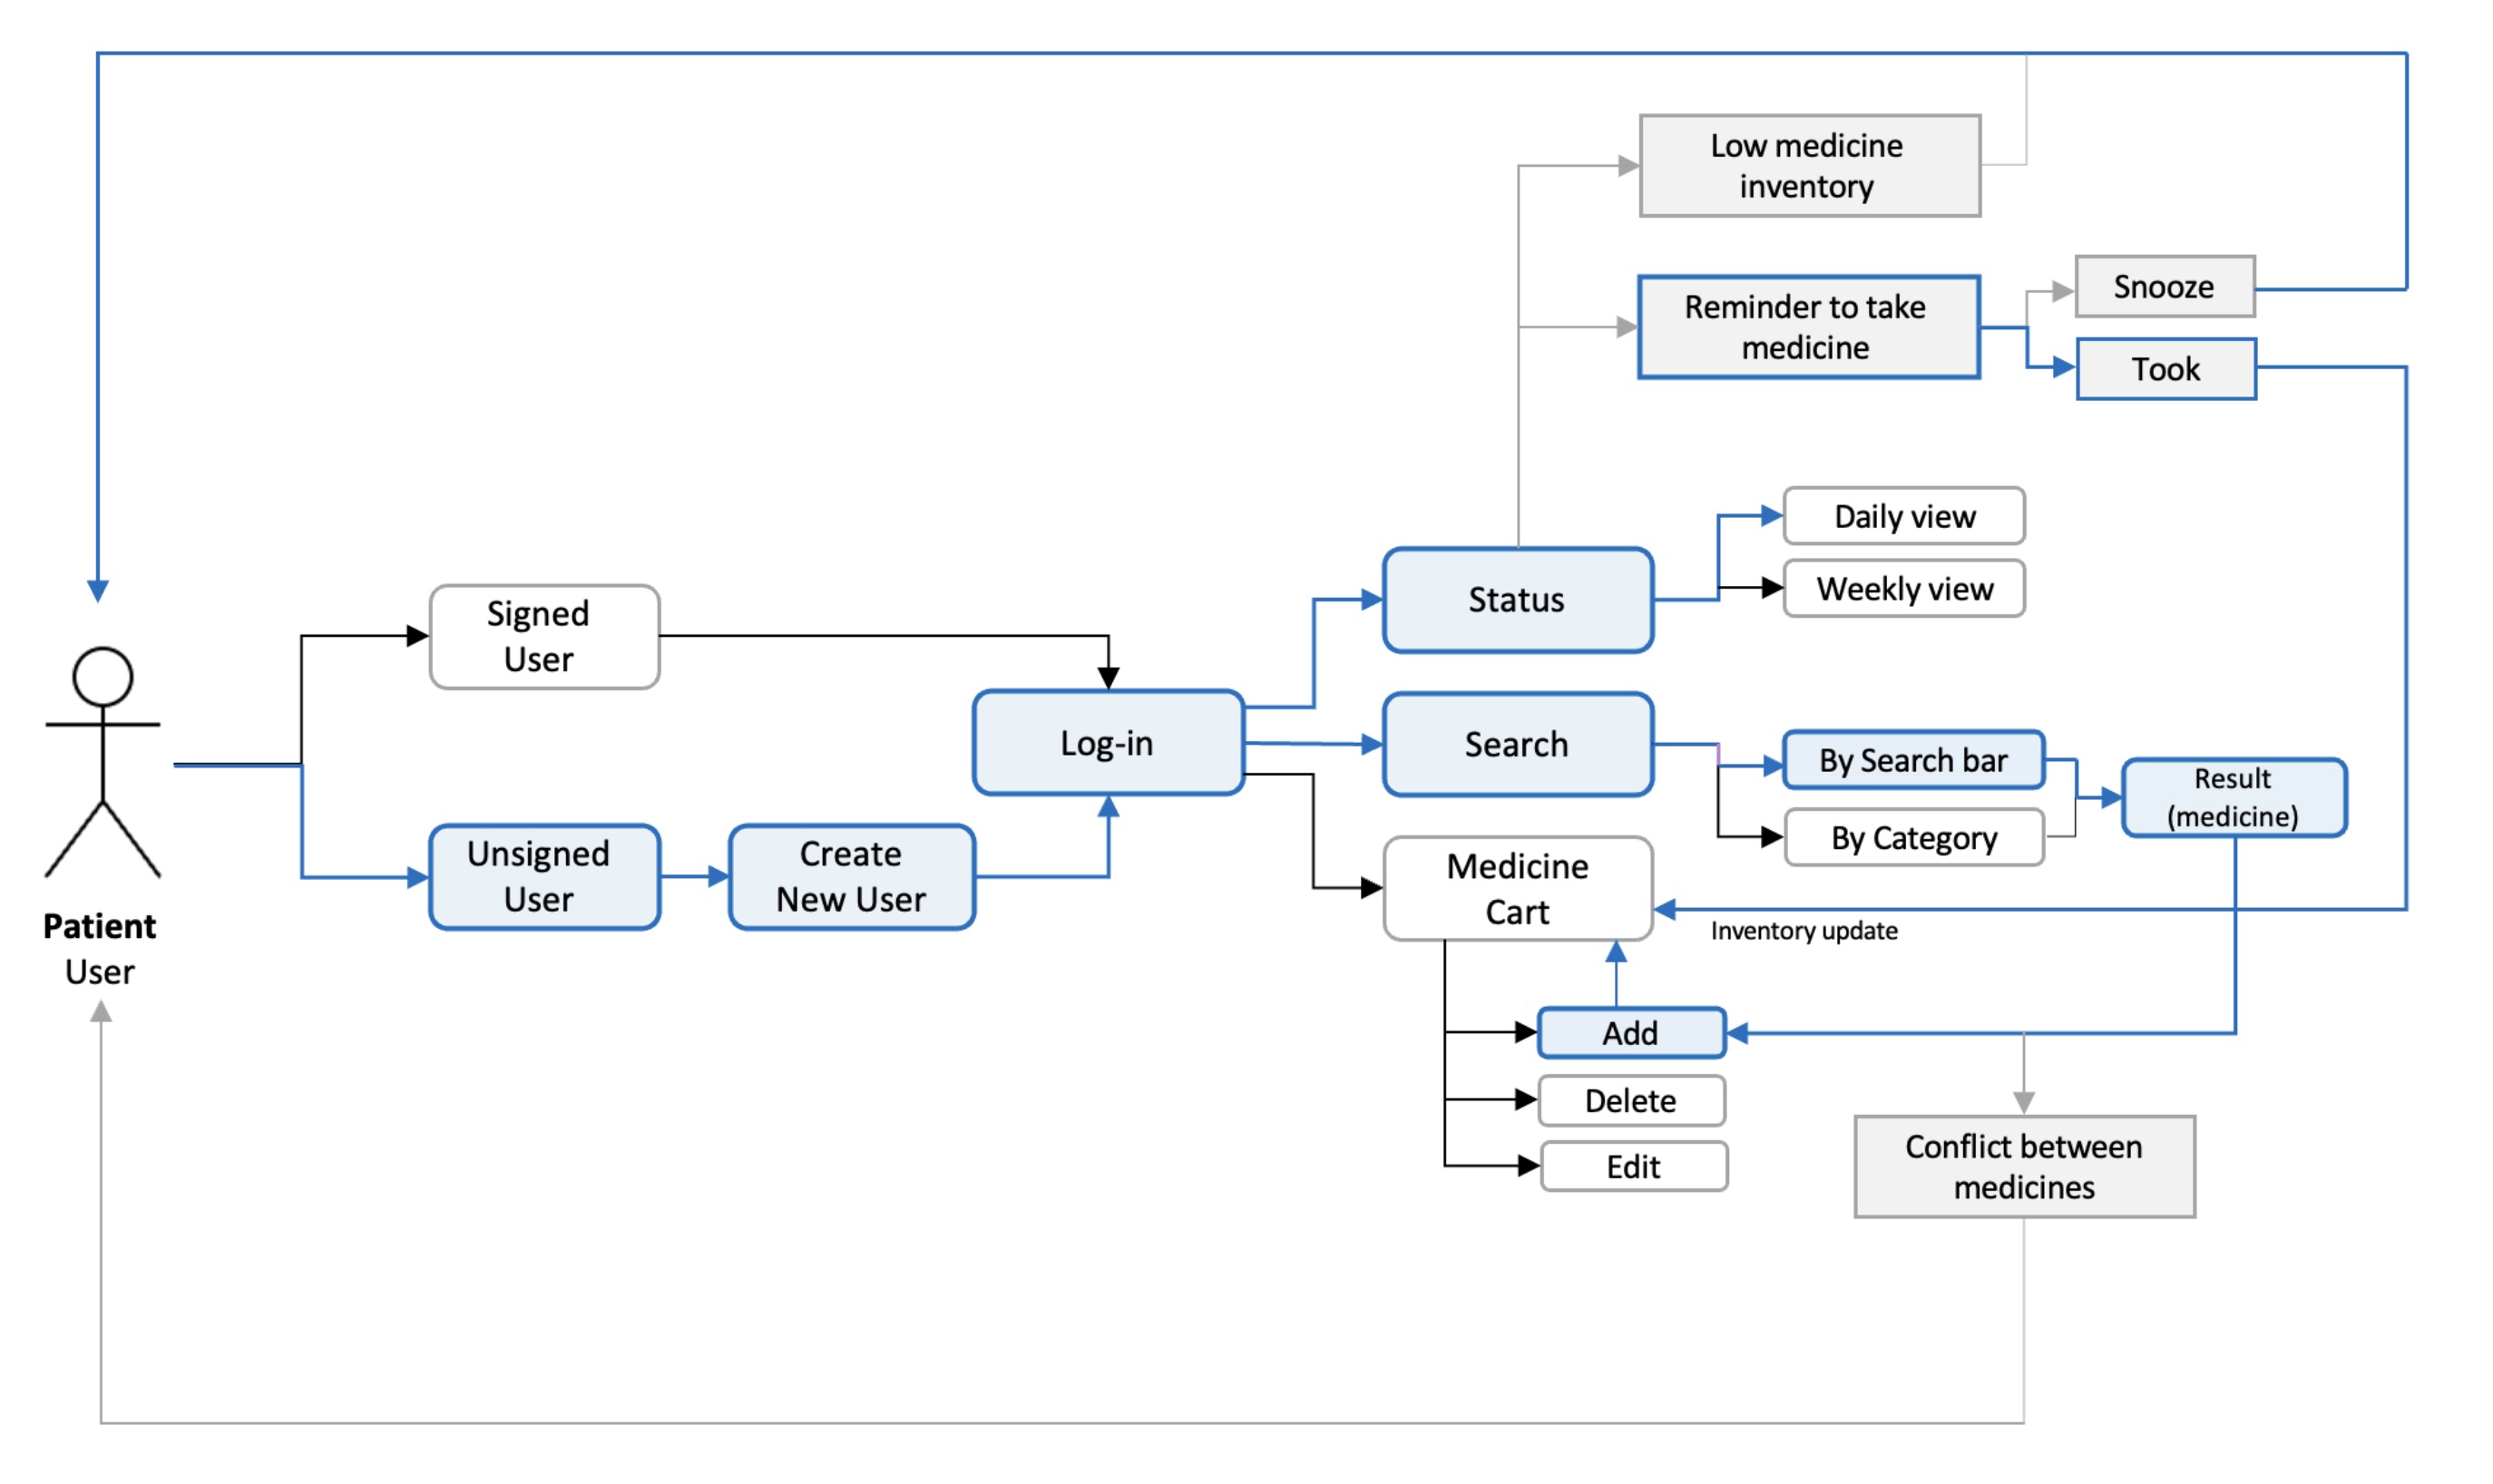 Low medicine
inventory
Snooze
Reminder to take
medicine
Took
Daily view
Weekly view
Status
Signed
User
Log-in
Search
By Search bar
Result
(medicine)
By Category
Unsigned
User
Create
New User
Medicine
Cart
Inventory update
Patient
User
Add
Delete
Edit
Conflict between
medicines